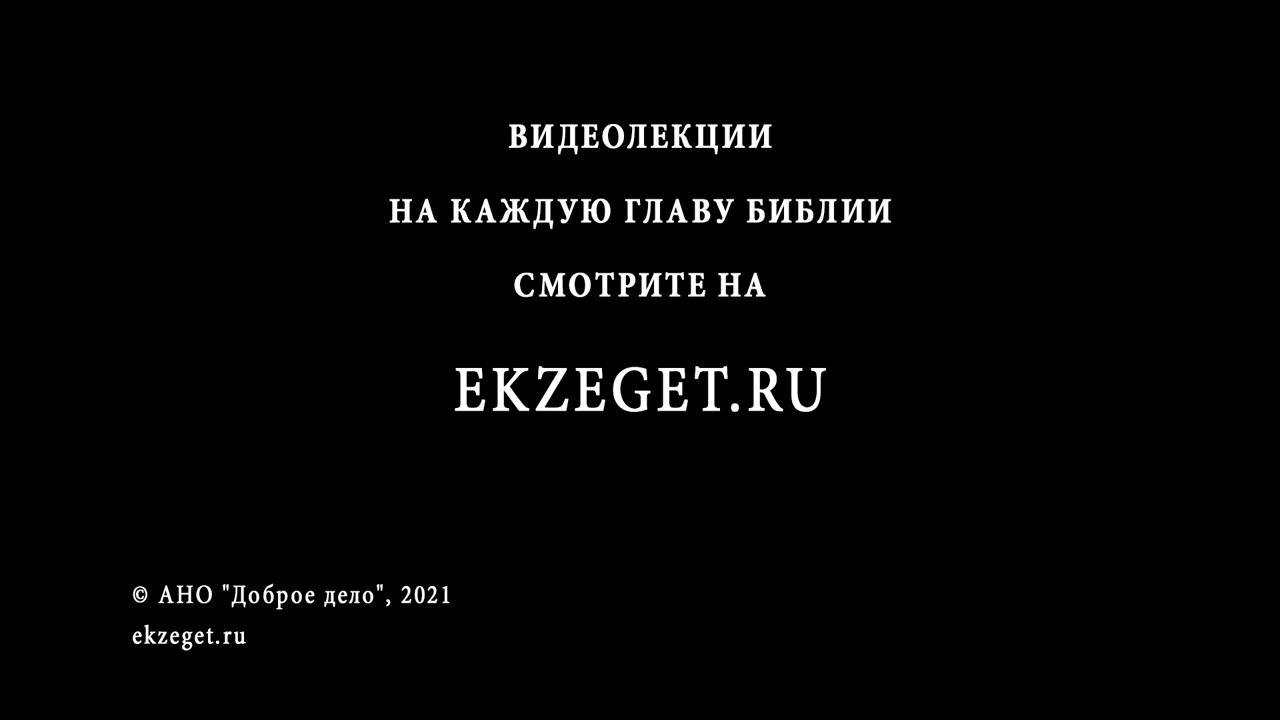 ВИДЕОЛЕКЦИИ
НА КАЖДУЮ ГЛАВУ БИБЛИИ
СМОТРИТЕ НА
EKZEGET.RU
© АНО "Доброе дело", 2021
ekzeget.ru